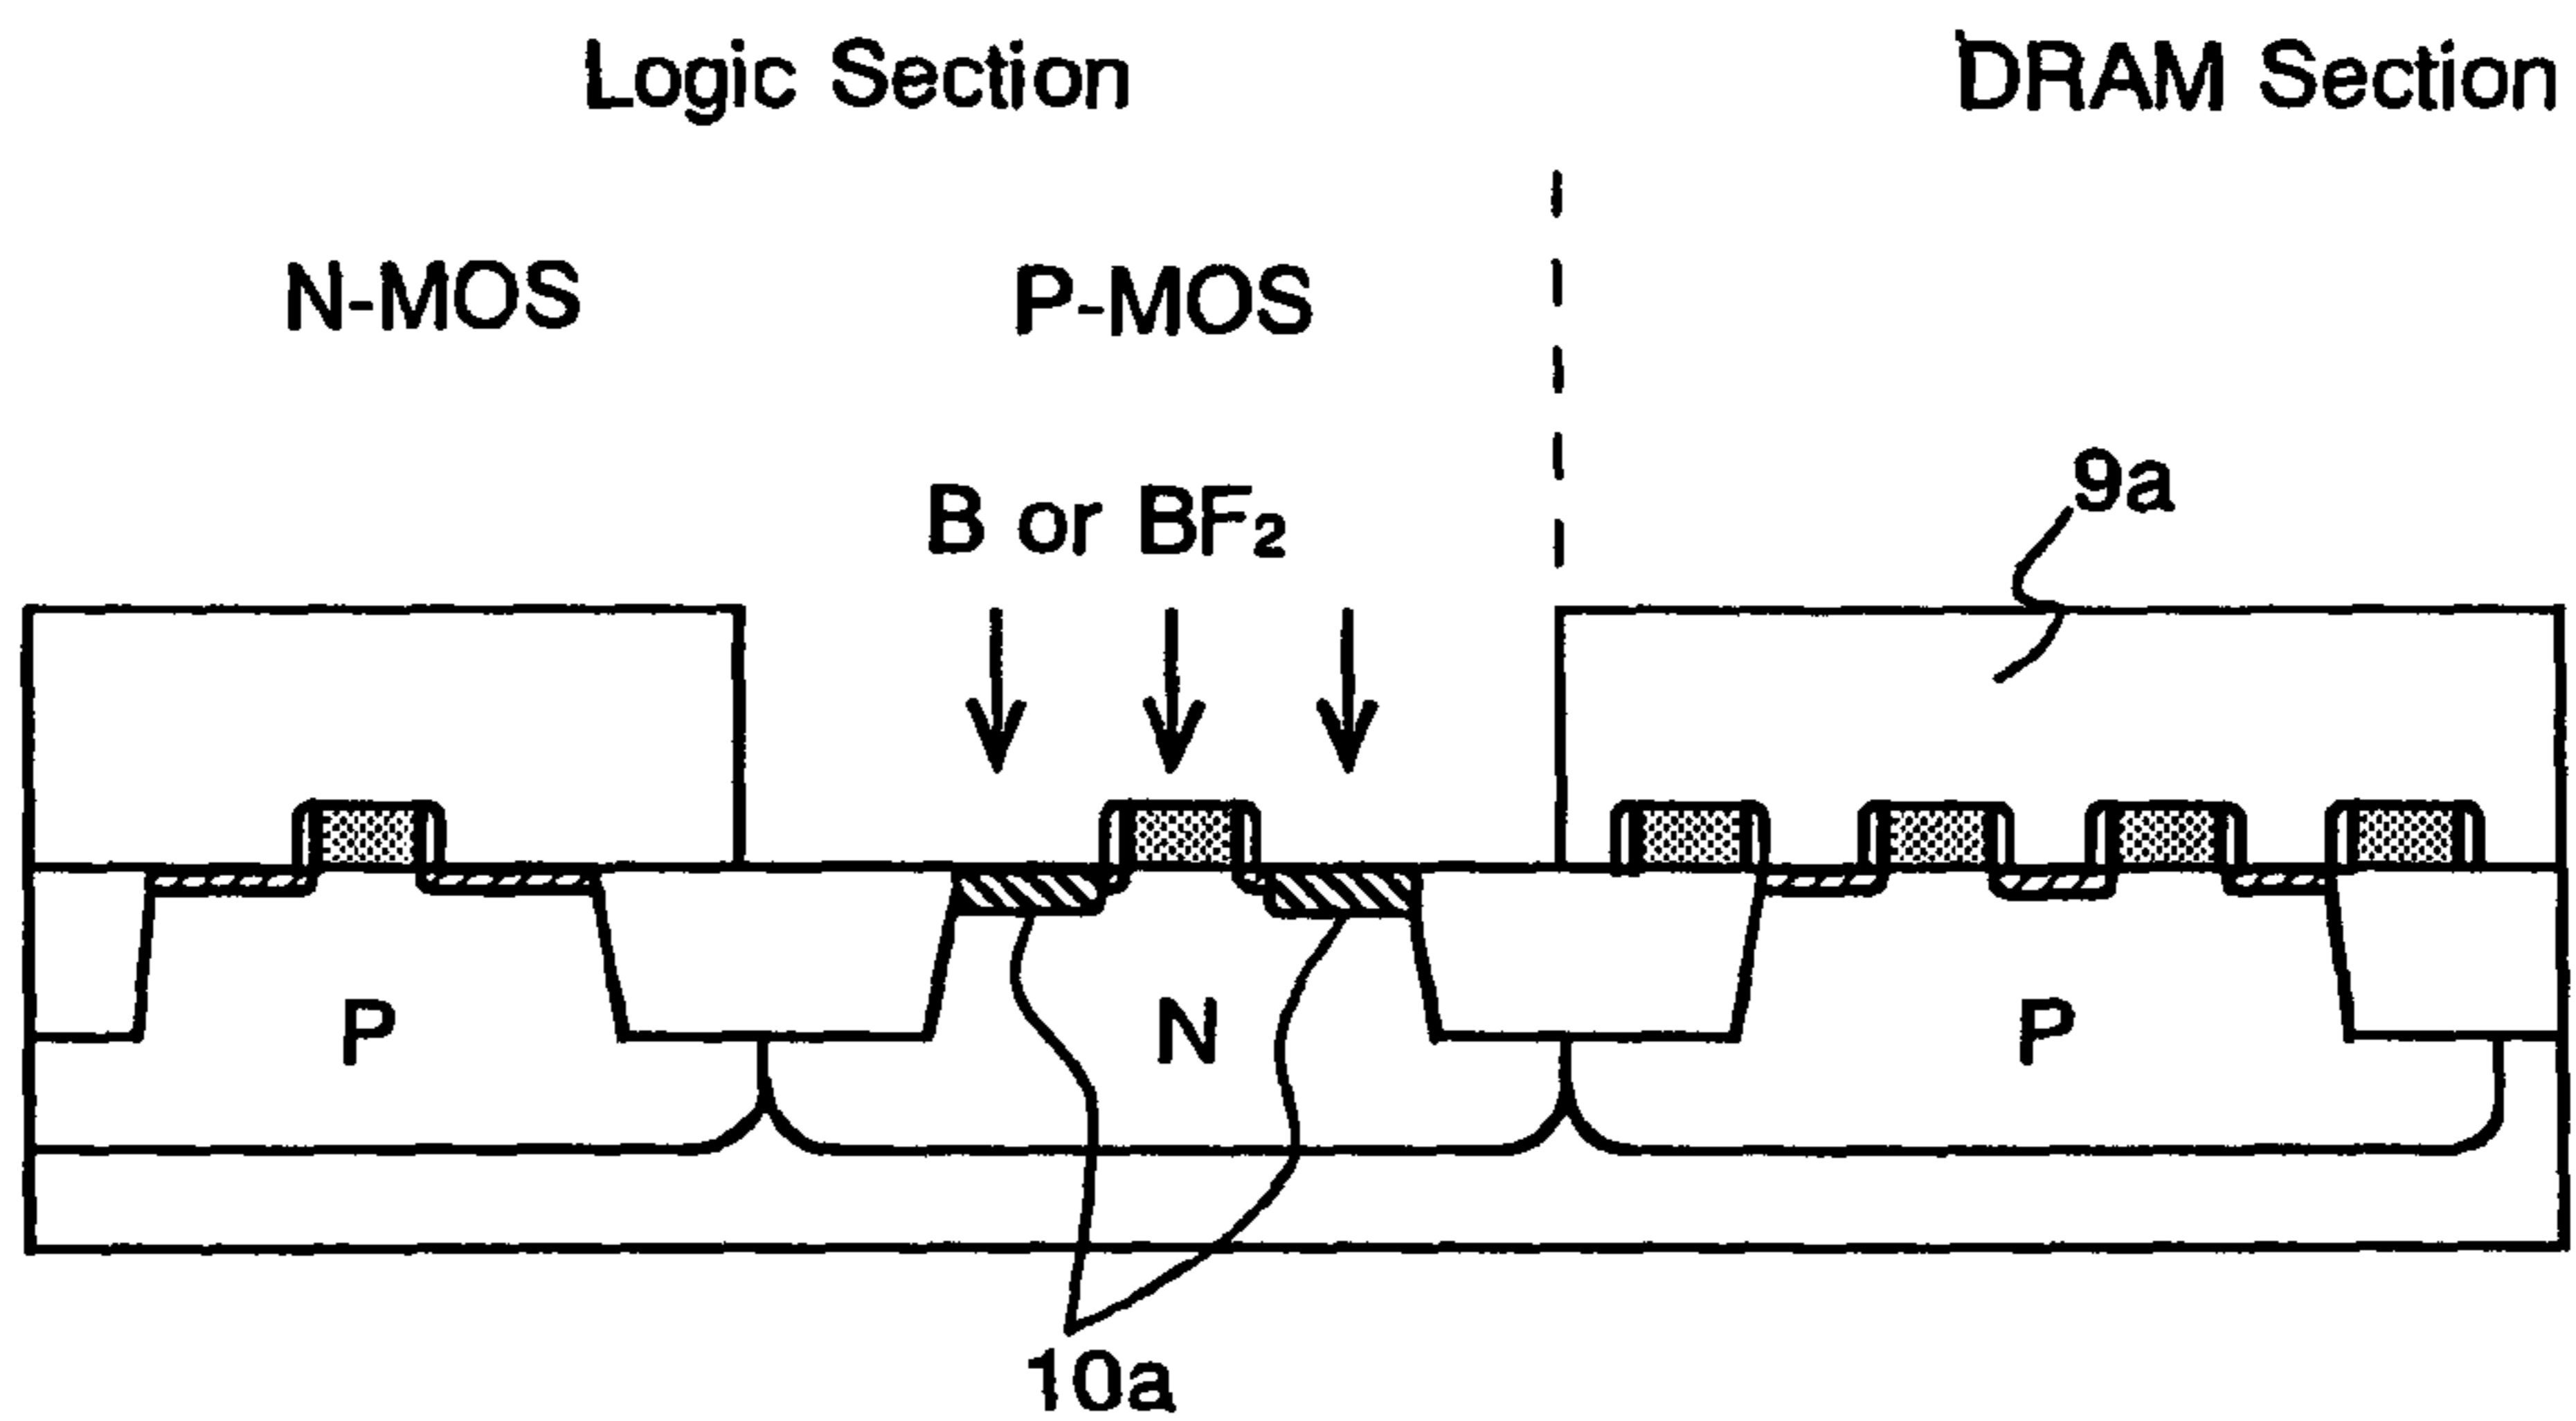 Logic Section
DRAM Section
N-MOS
P-MOS
B or BF₂
9a
P
N
P
10a